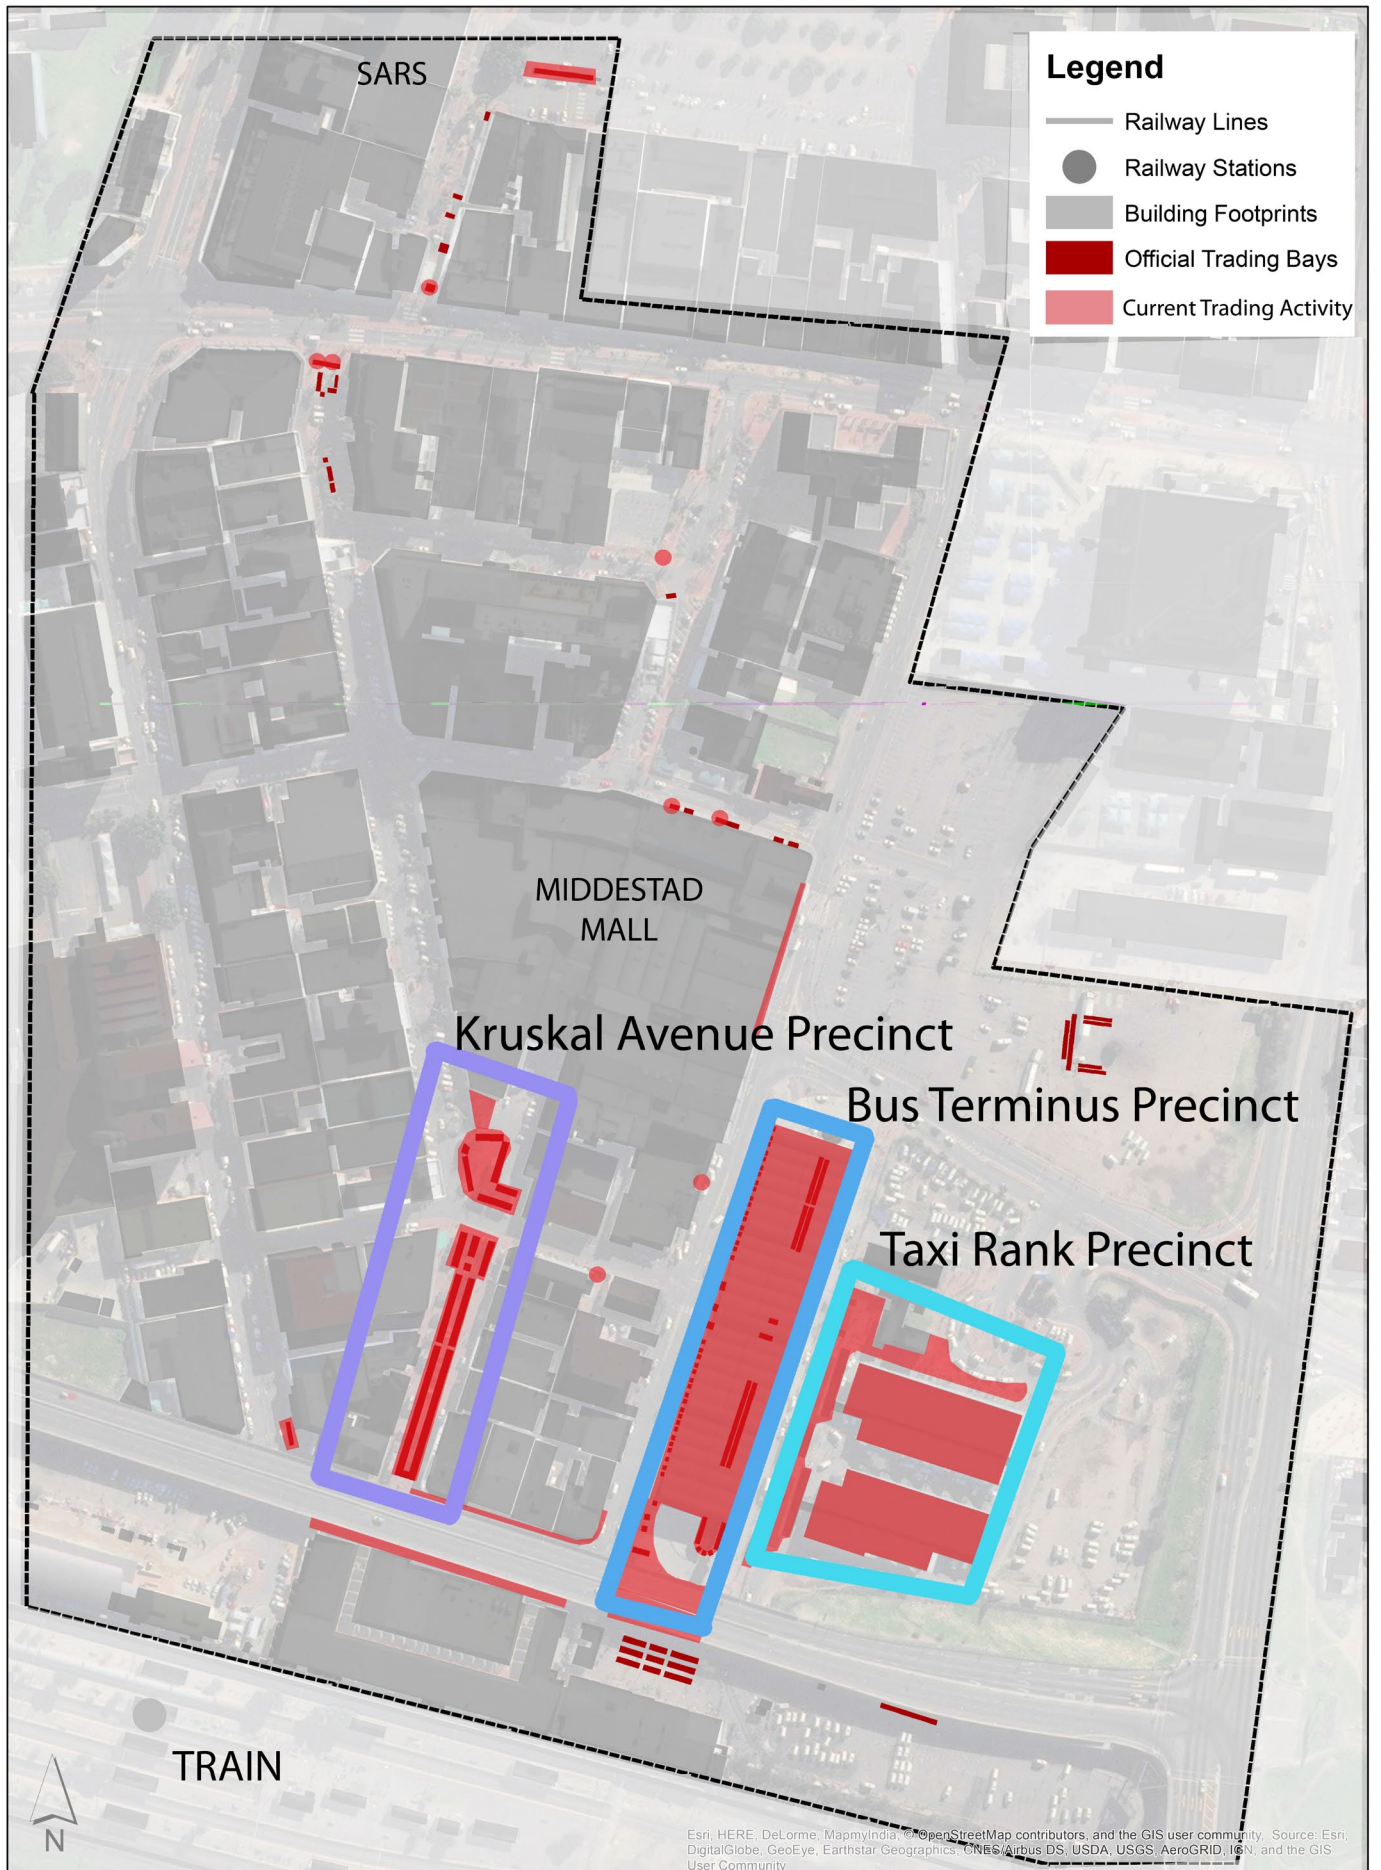 SARS
Legend
Railway Lines
Railway Stations
Building Footprints
Official Trading Bays
Current Trading Activity
MIDDESTAD
MALL
Kruskal Avenue Precinct
Bus Terminus Precinct
Taxi Rank Precinct
TRAIN
N
Esri, HERE, DeLorme, MapmyIndia, © OpenStreetMap contributors, and the GIS user community, Source: Esri,
DigitalGlobe, GeoEye, Earthstar Geographics, CNES/Airbus DS, USDA, USGS, AeroGRID, IGN, and the GIS
User Community